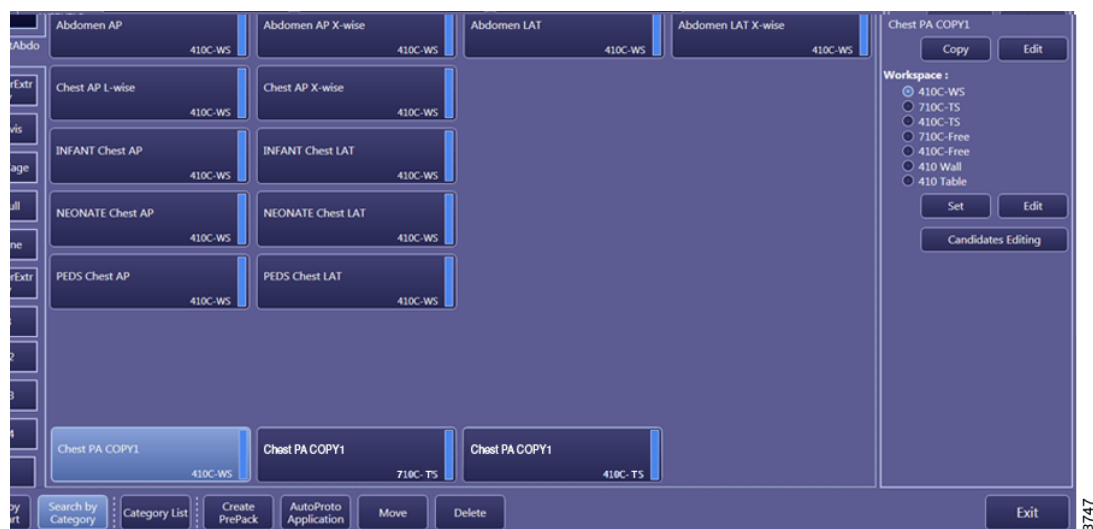 Abdomen AP
410C-WS
Abdomen AP X-wise
410C-WS
Abdomen LAT
410C-WS
Abdomen LAT X-wise
410C-WS
Chest AP L-wise
410C-WS
Chest AP X-wise
410C-WS
INFANT Chest AP
410C-WS
INFANT Chest LAT
410C-WS
NEONATE Chest AP
410C-WS
NEONATE Chest LAT
410C-WS
PEDS Chest AP
410C-WS
PEDS Chest LAT
410C-WS
Chest PA COPY1
410C-WS
Chest PA COPY1
710C-TS
Chest PA COPY1
410C-TS
Chest PA COPY1
Copy Edit
Workspace :
410C-WS
710C-TS
410C-TS
710C-Free
410C-Free
410 Wall
410 Table
Set Edit
Candidates Editing
Search by
Category
Category List
Create
PrePack
AutoProto
Application
Move
Delete
Exit
3747